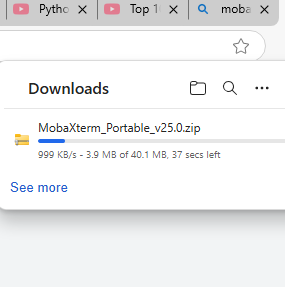 Pytho
Top 1
moba
Downloads
MobaXterm_Portable_v25.0.zip
999 KB/s - 3.9 MB of 40.1 MB, 37 secs left
See more